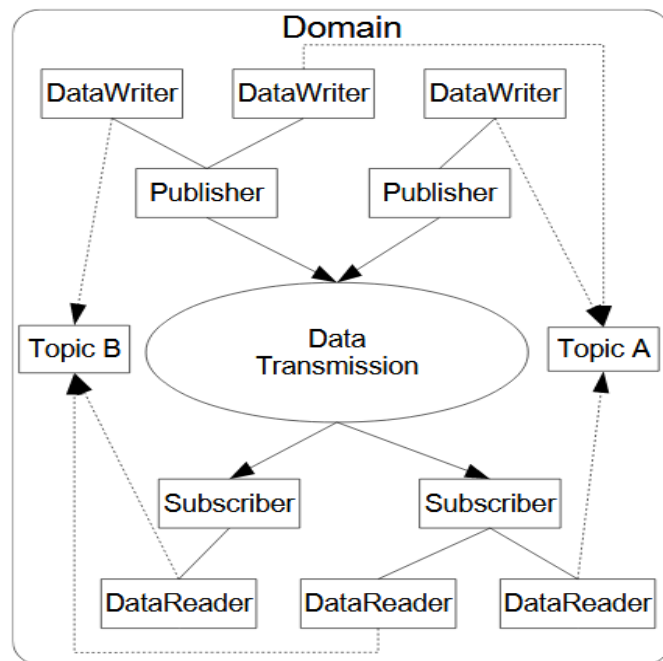 Domain
DataWriter
DataWriter
DataWriter
Publisher
Publisher
Topic B
Data
Transmission
Topic A
Subscriber
Subscriber
DataReader
DataReader
DataReader